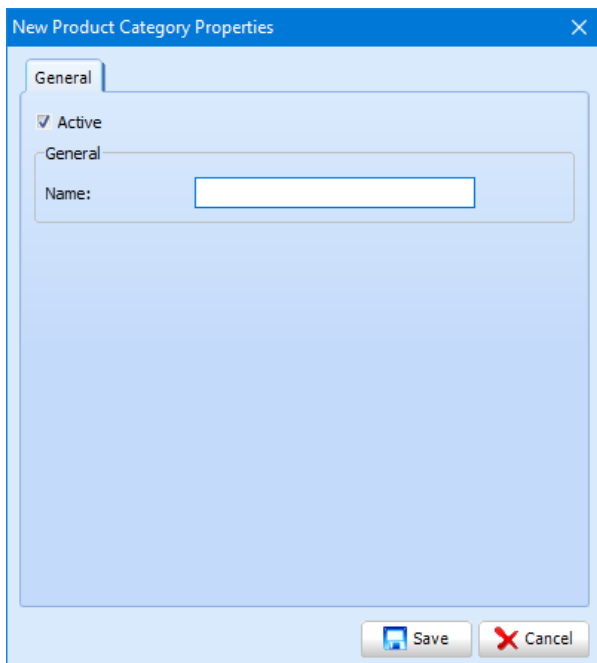 New Product Category Properties
General
Active
General
Name:
Save Cancel